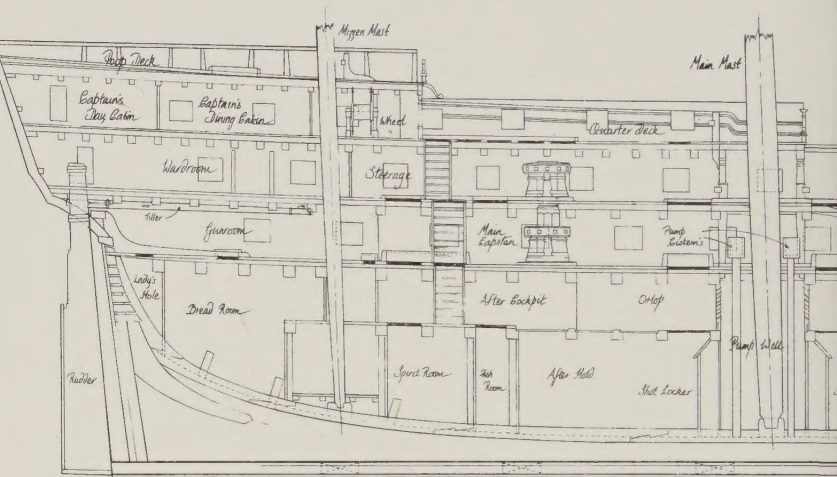 Mizzen Mast
Main Mast
Poop Deck
Captain's
Day Cabin
Captain's
Dining Cabin
Wheel
Quarter Deck
Wardroom
Steerage
Tiller
Gunroom
Main
Capstan
Pump
Cistern's
Lady's
Hole
Bread Room
After Cockpit
Orlop
Rudder
Spirit Room
Fish
Room
After Hold
Shot Locker
Pump Well